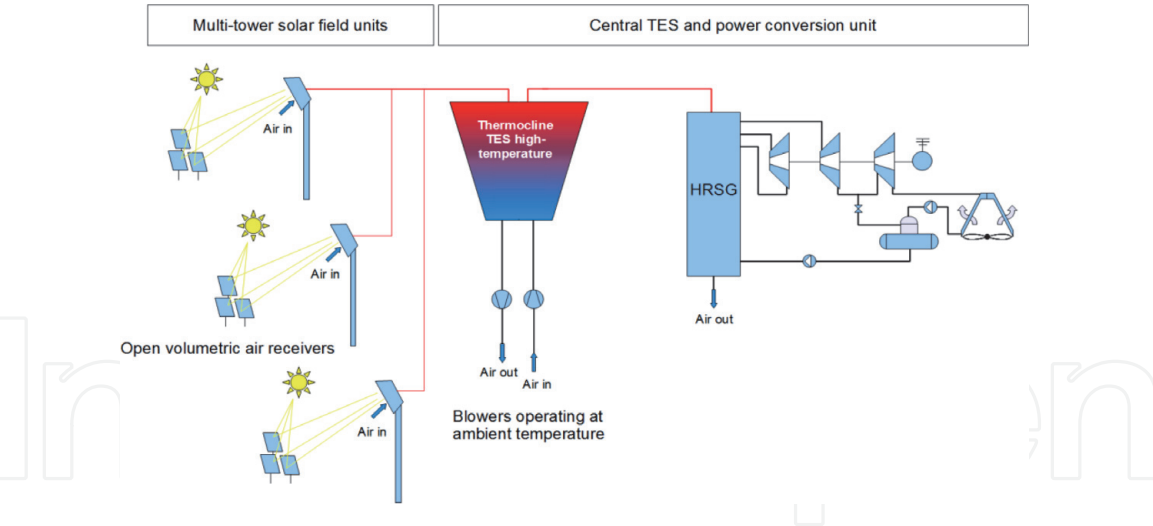 Multi-tower solar field units
Central TES and power conversion unit
Air in
Thermocline
TES high-
temperature
HRSG
Air in
Air out
Open volumetric air receivers
Air out
Air in
Blowers operating at
ambient temperature
Air in